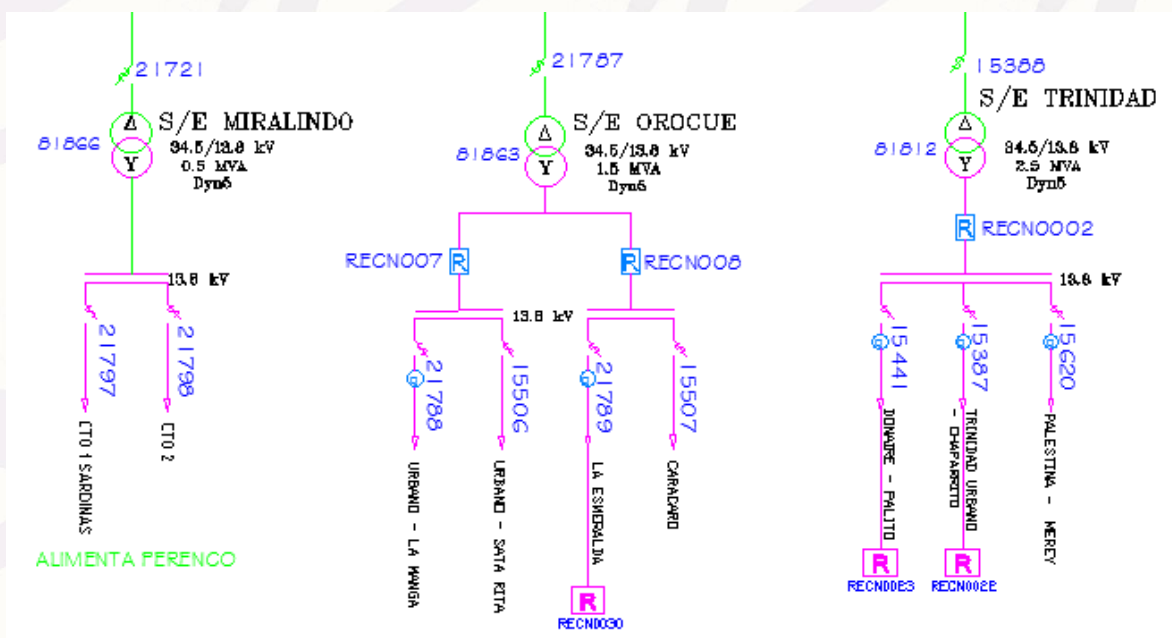 21721
S/E MIRALINDO
81866
Δ
Y
34.5/13.8 kV
0.5 MVA
Dyn5
13.8 kV
21797
21798
CTO 1 SARDINAS
CTO 2
ALIMENTA PERENCO
21787
S/E OROCUE
81863
Δ
Y
34.5/13.8 kV
1.5 MVA
Dyn5
RECN007
R
R
RECN008
13.8 kV
G
21788
15506
G
21789
15507
URBANO - LA MANGA
URBANO - SATA RITA
LA ESMERALDA
CARACARO
R
RECN0030
15388
S/E TRINIDAD
81812
Δ
Y
34.5/13.8 kV
2.5 MVA
Dyn5
R
RECN0002
13.8 kV
G
15441
G
15387
G
15620
DONAIRE - PALITO
TRINIDAD URBANO
- CHAPARRITO
PALESTINA - MEREY
R
R
RECN0023
RECN0022